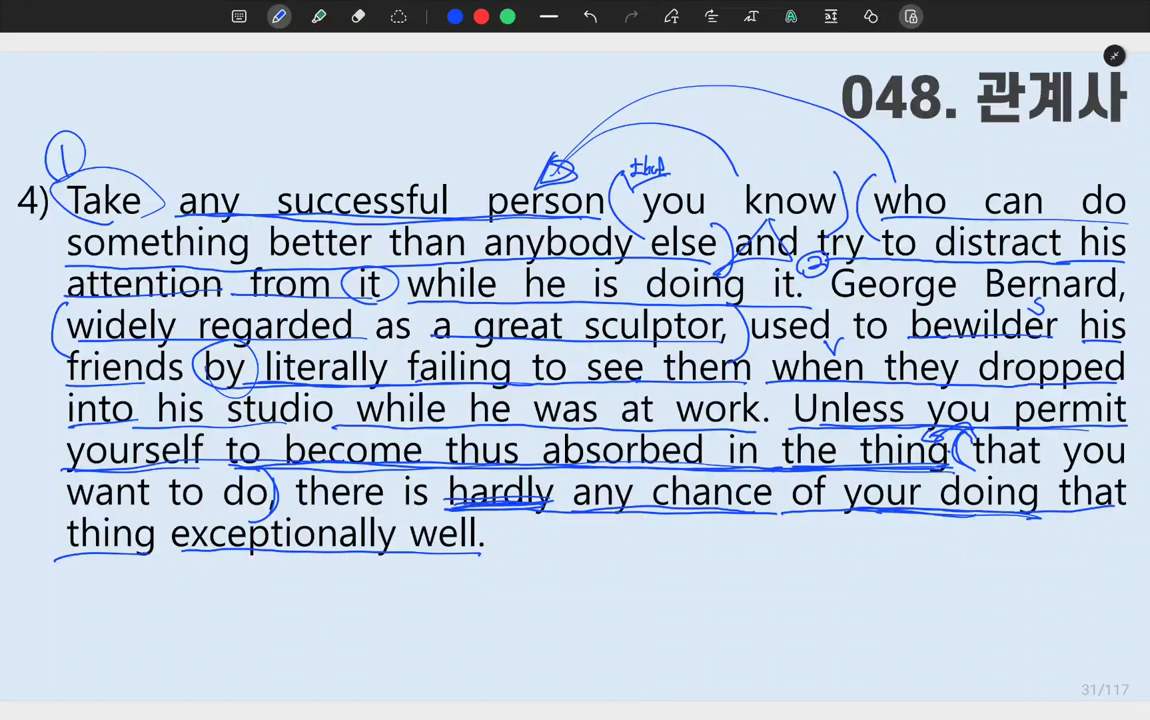 048. 관계사
①
that
4) Take any successful person you know who can do
something better than anybody else and try to distract his
②
attention from it while he is doing it. George Bernard,
s
widely regarded as a great sculptor, used to bewilder his
friends by literally failing to see them when they dropped
into his studio while he was at work. Unless you permit
yourself to become thus absorbed in the thing that you
want to do, there is hardly any chance of your doing that
thing exceptionally well.
31/117